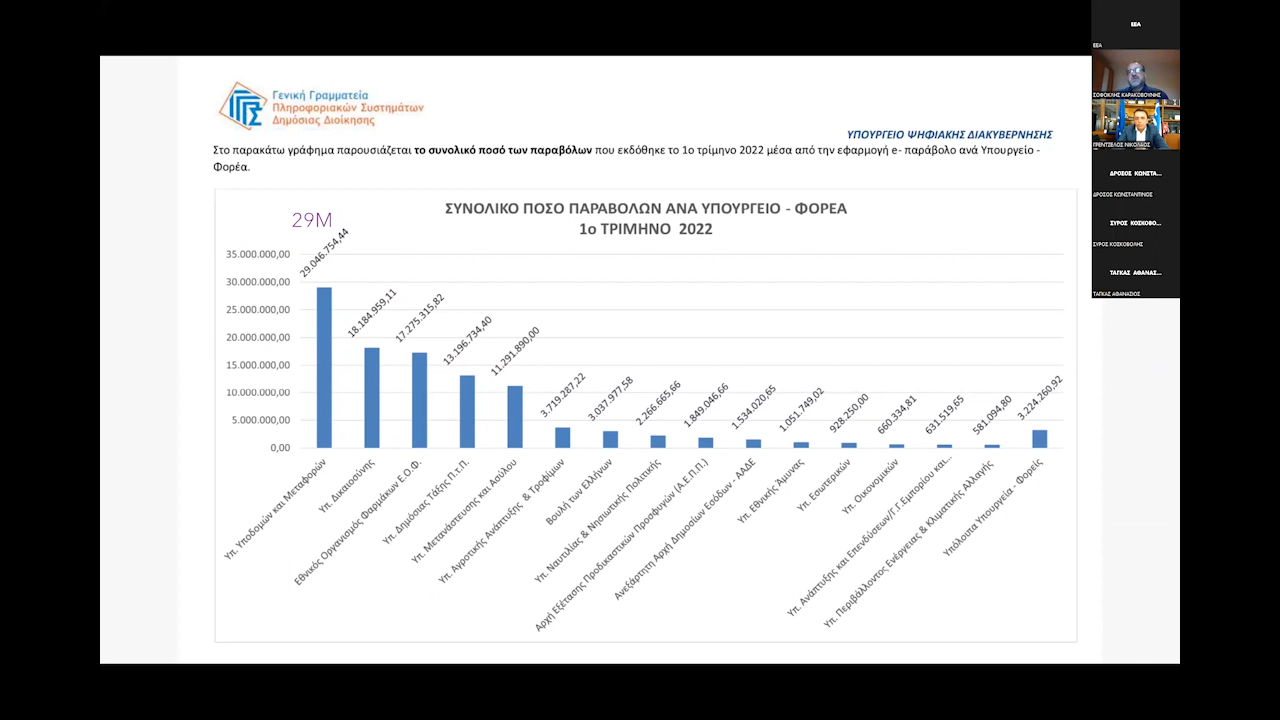 Γενική Γραμματεία
Πληροφοριακών Συστημάτων
Δημόσιας Διοίκησης
ΓΓΠΣ
ΥΠΟΥΡΓΕΙΟ ΨΗΦΙΑΚΗΣ ΔΙΑΚΥΒΕΡΝΗΣΗΣ
Στο παρακάτω γράφημα παρουσιάζεται το συνολικό ποσό των παραβόλων που εκδόθηκε το 1ο τρίμηνο 2022 μέσα από την εφαρμογή e- παράβολο ανά Υπουργείο -
Φορέα.
29M
ΣΥΝΟΛΙΚΟ ΠΟΣΟ ΠΑΡΑΒΟΛΩΝ ΑΝΑ ΥΠΟΥΡΓΕΙΟ - ΦΟΡΕΑ
1ο ΤΡΙΜΗΝΟ 2022
35.000.000,00
30.000.000,00
25.000.000,00
20.000.000,00
15.000.000,00
10.000.000,00
5.000.000,00
0,00
29.046.754,44
18.184.959,11
17.275.315,82
13.196.734,40
11.291.890,00
3.719.287,22
3.037.977,58
2.266.665,66
1.849.046,66
1.534.020,65
1.051.749,02
928.250,00
660.334,81
631.519,65
581.094,80
3.224.260,92
Υπ. Υποδομών και Μεταφορών
Υπ. Δικαιοσύνης
Εθνικός Οργανισμός Φαρμάκων Ε.Ο.Φ.
Υπ. Δημόσιας Τάξης Π.τ.Π.
Υπ. Μετανάστευσης και Ασύλου
Υπ. Αγροτικής Ανάπτυξης & Τροφίμων
Βουλή των Ελλήνων
Υπ. Ναυτιλίας & Νησιωτικής Πολιτικής
Αρχή Εξέτασης Προδικαστικών Προσφυγών (Α.Ε.Π.Π.)
Ανεξάρτητη Αρχή Δημοσίων Εσόδων - ΑΑΔΕ
Υπ. Εθνικής Άμυνας
Υπ. Εσωτερικών
Υπ. Οικονομικών
Υπ. Ανάπτυξης και Επενδύσεων/Γ.Γ.Εμπορίου και…
Υπ. Περιβάλλοντος Ενέργειας & Κλιματικής Αλλαγής
Υπόλοιπα Υπουργεία - Φορείς
ΕΕΑ
ΕΕΑ
ΣΟΦΟΚΛΗΣ ΚΑΡΑΚΟΒΟΥΝΗΣ
ΓΡΕΝΤΖΕΛΟΣ ΝΙΚΟΛΑΟΣ
ΔΡΟΣΟΣ ΚΩΝΣΤΑ...
ΔΡΟΣΟΣ ΚΩΝΣΤΑΝΤΙΝΟΣ
ΣΥΡΟΣ ΚΟΣΚΟΒΟ...
ΣΥΡΟΣ ΚΟΣΚΟΒΟΛΗΣ
ΤΑΓΚΑΣ ΑΘΑΝΑΣ...
ΤΑΓΚΑΣ ΑΘΑΝΑΣΙΟΣ